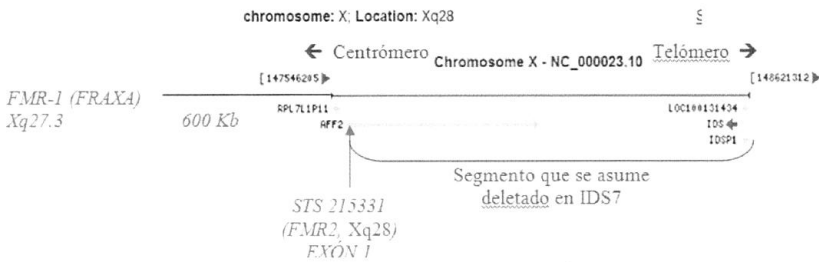 chromosome: X; Location: Xq28
S
← Centrómero
Chromosome X - NC_000023.10
Telómero →
[147546205▶
[148621312▶
FMR-1 (FRAXA)
Xq27.3
600 Kb
RPL7L1P11
AFF2
LOC100131434
IDS
IDSP1
Segmento que se asume
deletado en IDS7
STS 215331
(FMR2, Xq28)
EXÓN 1